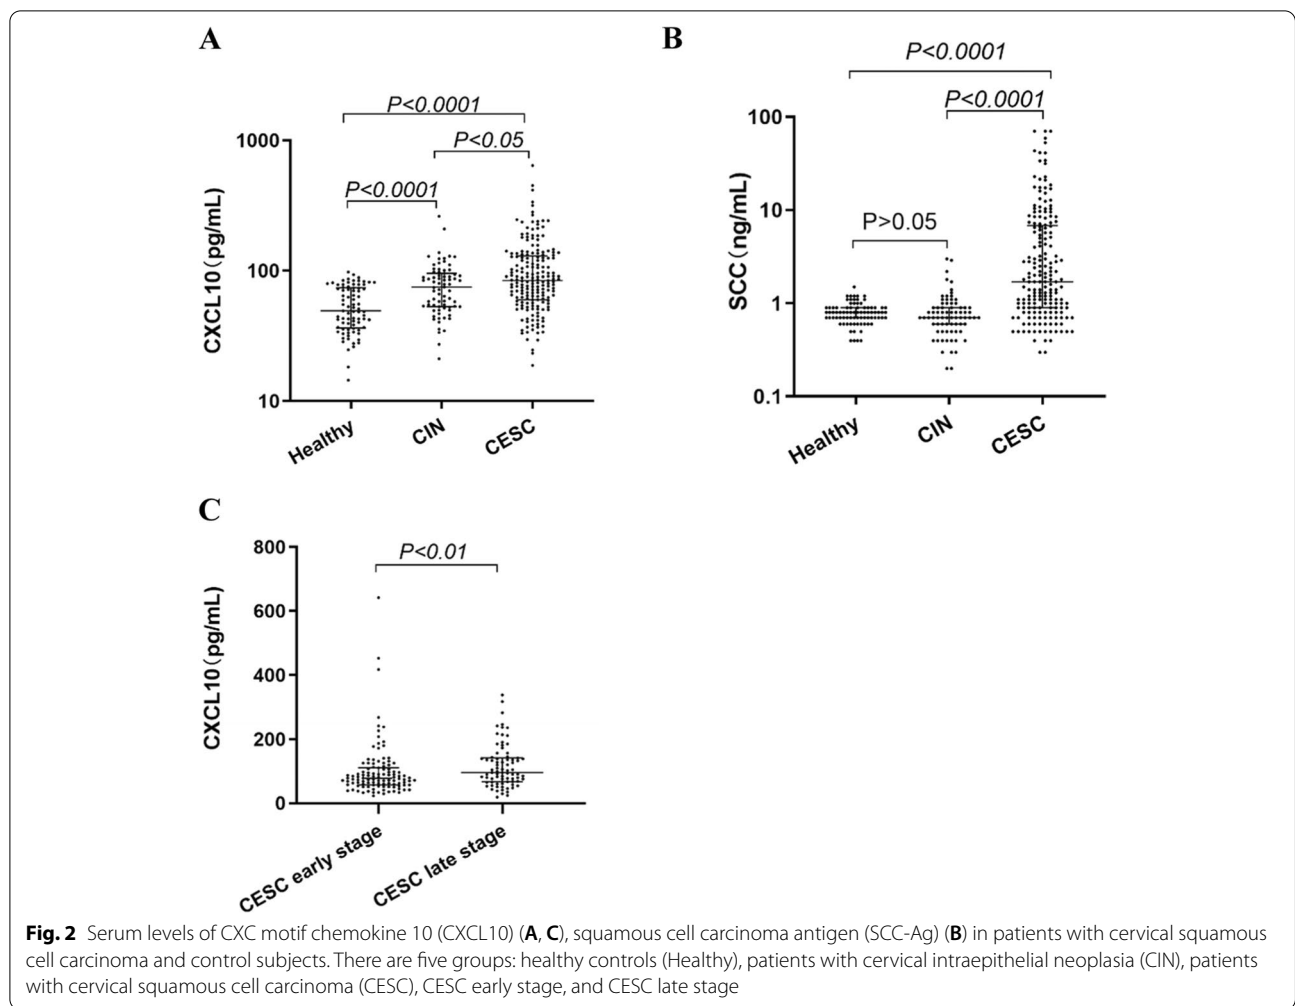 A
P<0.0001
P<0.05
P<0.0001
1000
100
10
CXCL10(pg/mL)
Healthy
CIN
CESC
B
P<0.0001
P<0.0001
P>0.05
100
10
1
0.1
SCC(ng/mL)
Healthy
CIN
CESC
C
P<0.01
800
600
400
200
0
CXCL10(pg/mL)
CESC early stage
CESC late stage
Fig. 2 Serum levels of CXC motif chemokine 10 (CXCL10) (A, C), squamous cell carcinoma antigen (SCC-Ag) (B) in patients with cervical squamous
cell carcinoma and control subjects. There are five groups: healthy controls (Healthy), patients with cervical intraepithelial neoplasia (CIN), patients
with cervical squamous cell carcinoma (CESC), CESC early stage, and CESC late stage